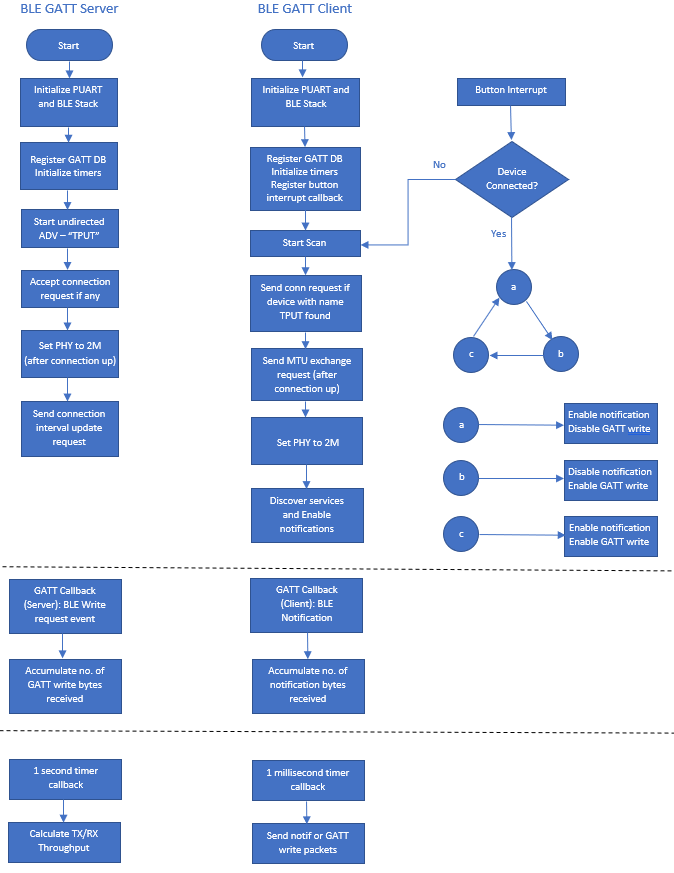 BLE GATT Server
Start
Initialize PUART
and BLE Stack
Register GATT DB
Initialize timers
Start undirected
ADV – “TPUT”
Accept connection
request if any
Set PHY to 2M
(after connection up)
Send connection
interval update
request
BLE GATT Client
Start
Initialize PUART and
BLE Stack
Register GATT DB
Initialize timers
Register button
interrupt callback
Start Scan
Send conn request if
device with name
TPUT found
Send MTU exchange
request (after
connection up)
Set PHY to 2M
Discover services
and Enable
notifications
Button Interrupt
Device
Connected?
No
Yes
a
b
c
a
Enable notification
Disable GATT write
b
Disable notification
Enable GATT write
c
Enable notification
Enable GATT write
GATT Callback
(Server): BLE Write
request event
Accumulate no. of
GATT write bytes
received
GATT Callback
(Client): BLE
Notification
Accumulate no. of
notification bytes
received
1 second timer
callback
Calculate TX/RX
Throughput
1 millisecond timer
callback
Send notif or GATT
write packets